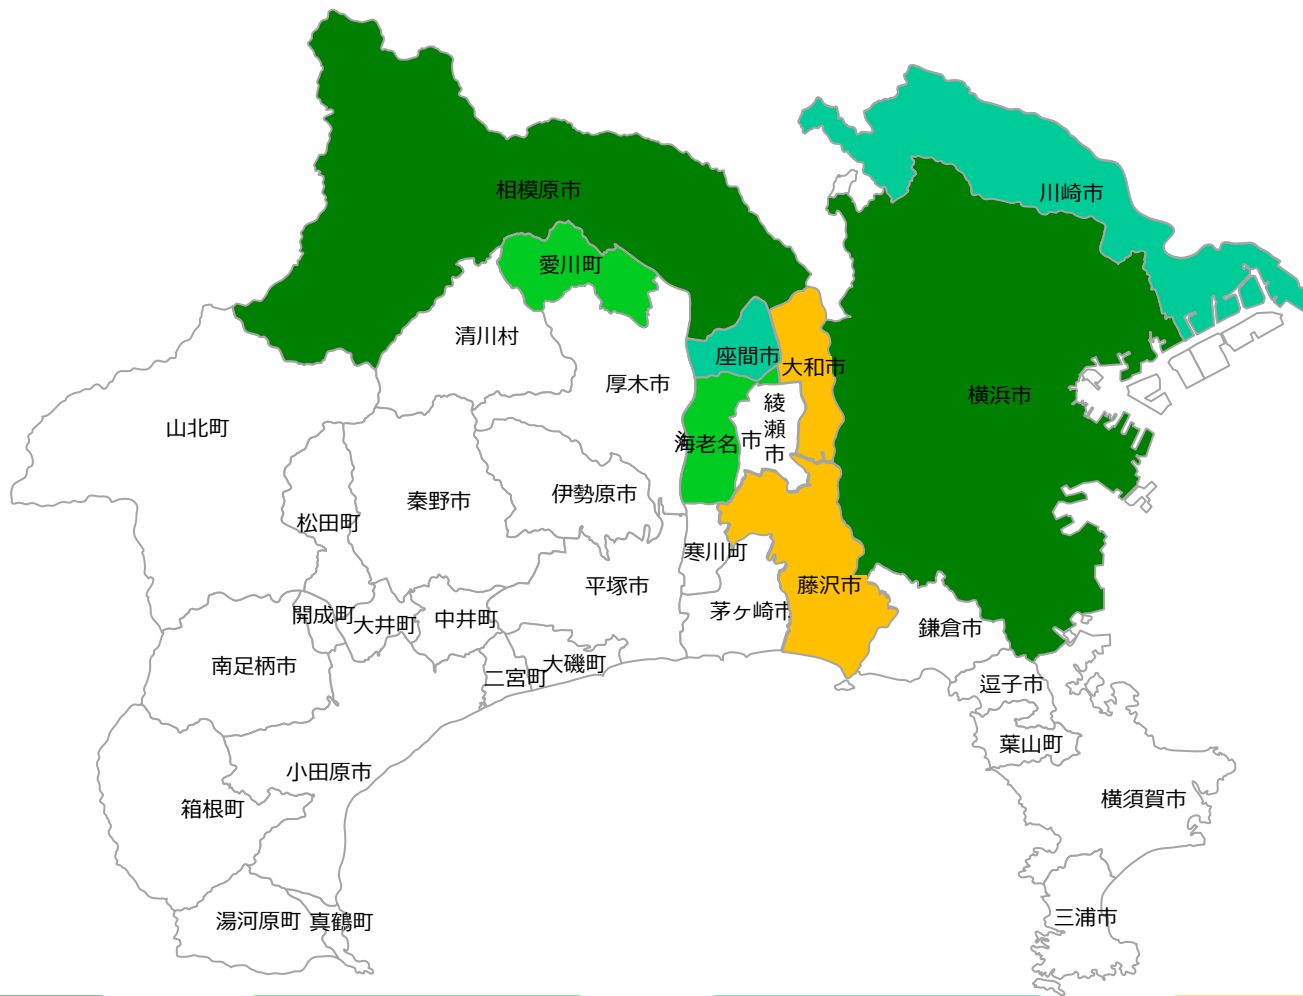 相模原市
川崎市
愛川町
清川村
座間市
大和市
厚木市
横浜市
山北町
綾瀬市
海老名市
伊勢原市
秦野市
松田町
寒川町
平塚市
藤沢市
茅ヶ崎市
開成町
大井町
中井町
鎌倉市
南足柄市
大磯町
二宮町
逗子市
葉山町
小田原市
横須賀市
箱根町
湯河原町
真鶴町
三浦市